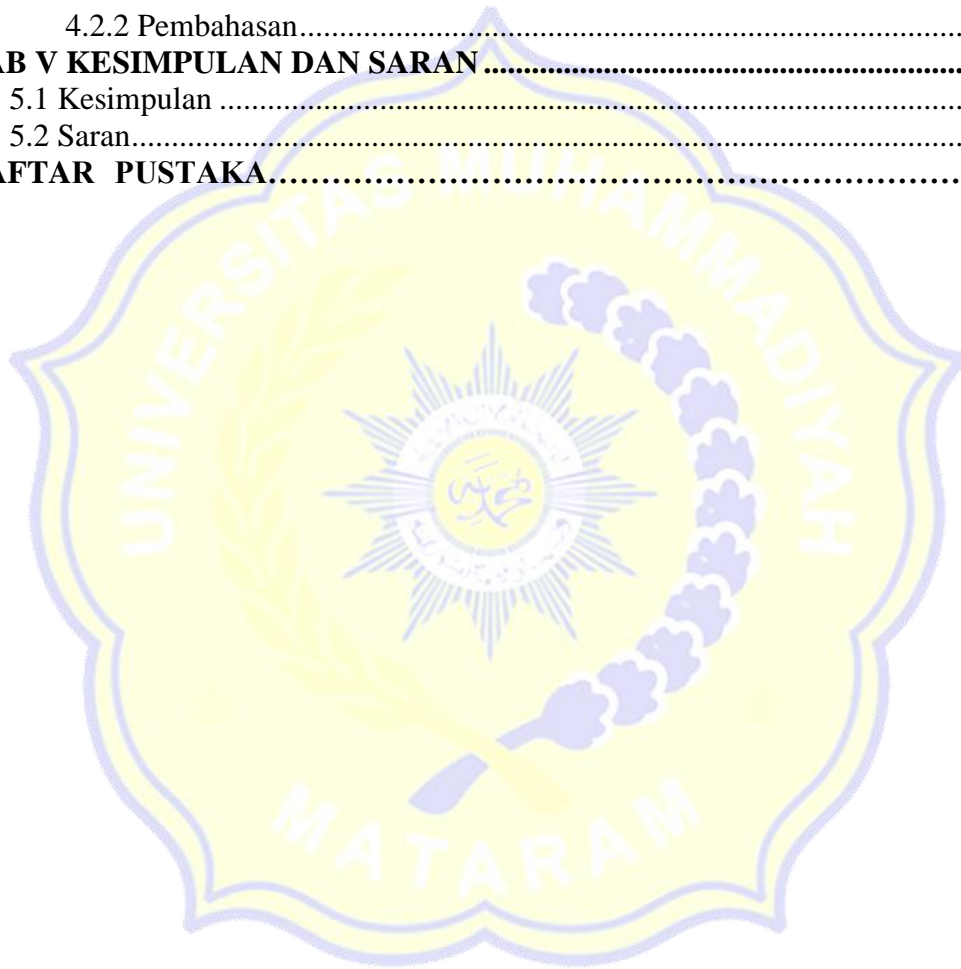 4.2.2 Pembahasan....................................................................................
AB V KESIMPULAN DAN SARAN................................................................
5.1 Kesimpulan ..............................................................................................
5.2 Saran.........................................................................................................
AFTAR PUSTAKA……………………………………………………………………
UNIVERSITAS MUHAMMADIYAH
MATARAM